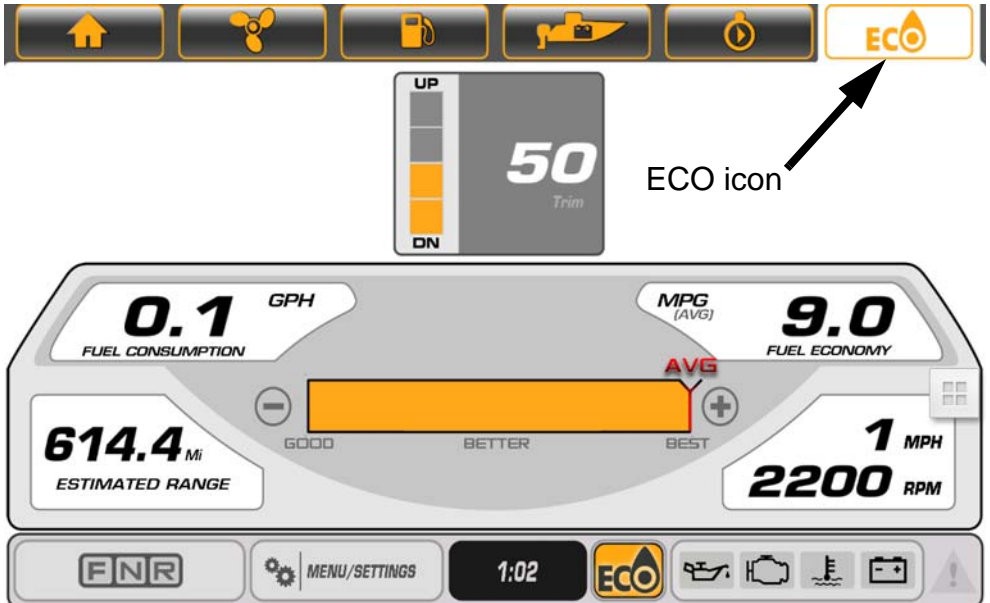 ECO
UP
50
Trim
DN
ECO icon
0.1 GPH
FUEL CONSUMPTION
MPG
(AVG)
9.0
FUEL ECONOMY
AVG
GOOD BETTER BEST
614.4 Mi
ESTIMATED RANGE
1 MPH
2200 RPM
FNR
MENU/SETTINGS
1:02
ECO